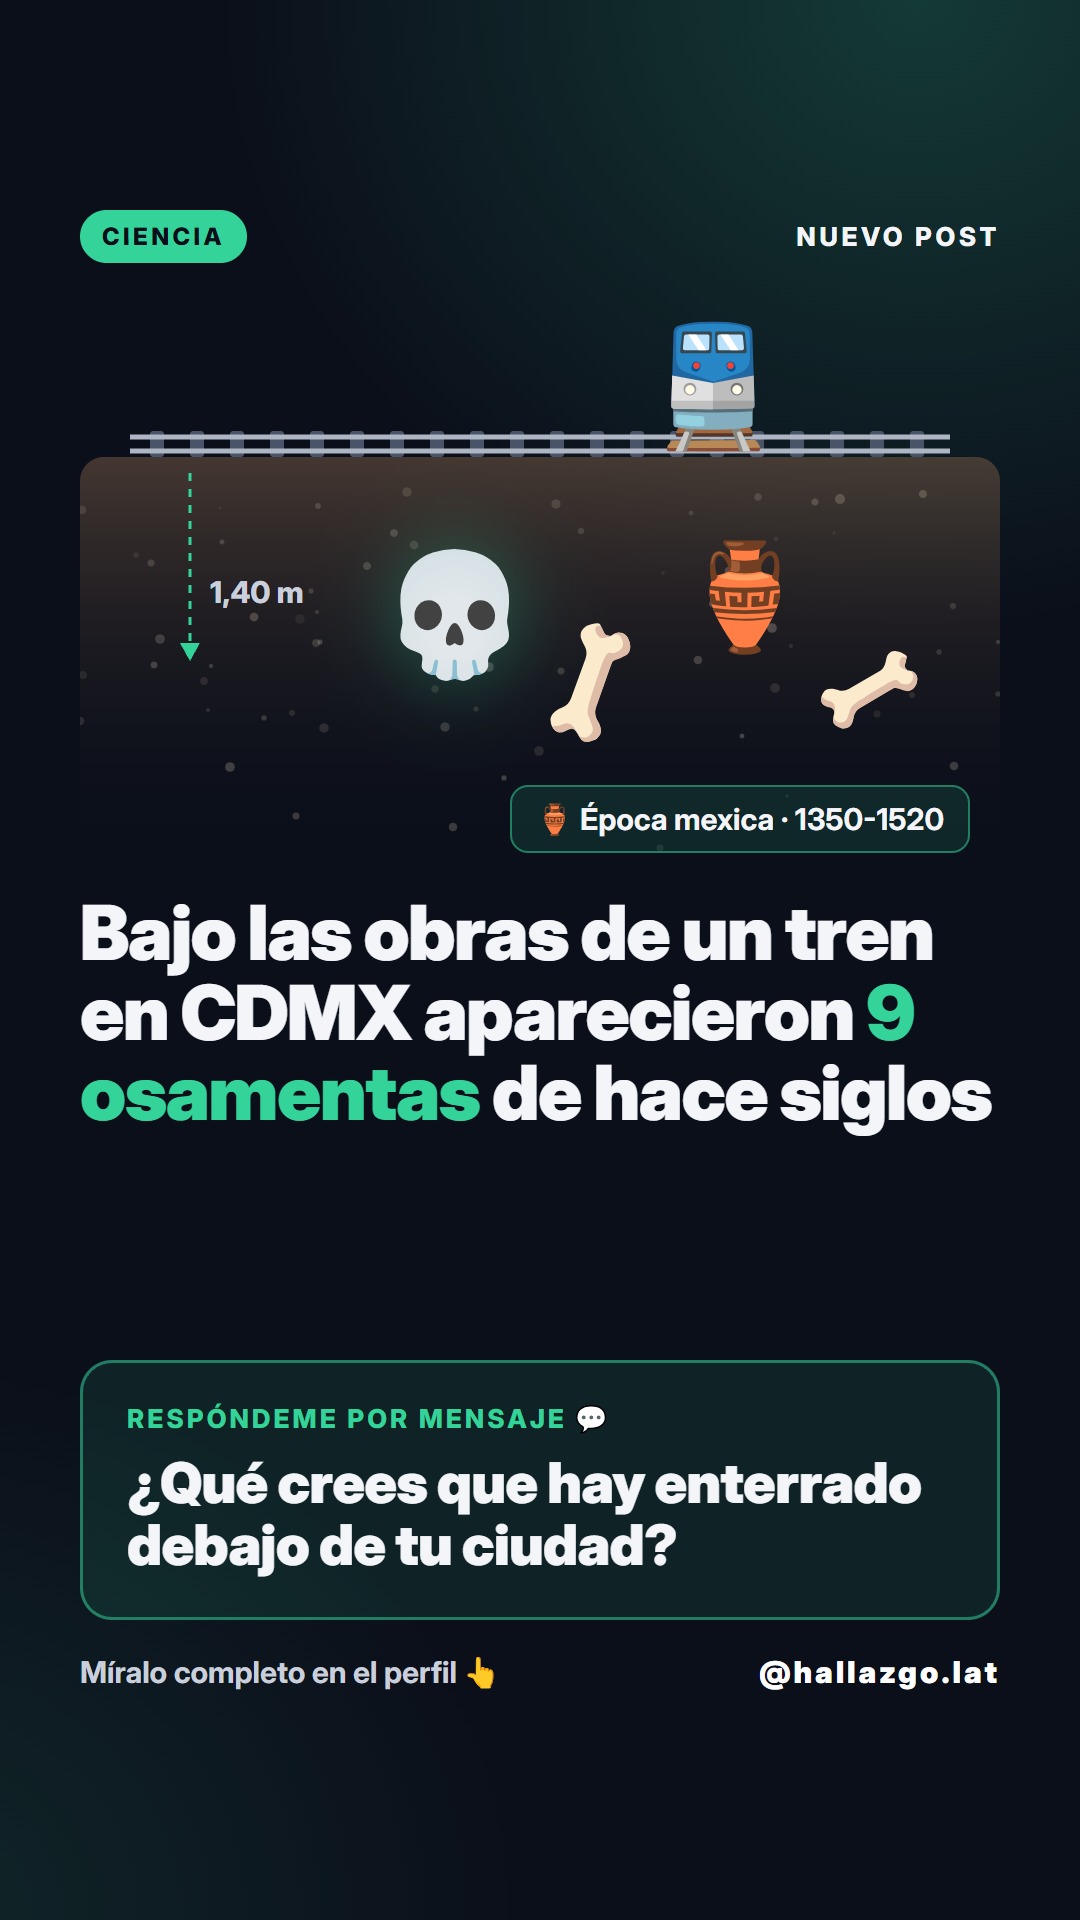 CIENCIA
NUEVO POST
1,40 m
🏺 Época mexica · 1350-1520
Bajo las obras de un tren
en CDMX aparecieron 9
osamentas de hace siglos
RESPÓNDEME POR MENSAJE 💬
¿Qué crees que hay enterrado
debajo de tu ciudad?
Míralo completo en el perfil 👆
@hallazgo.lat